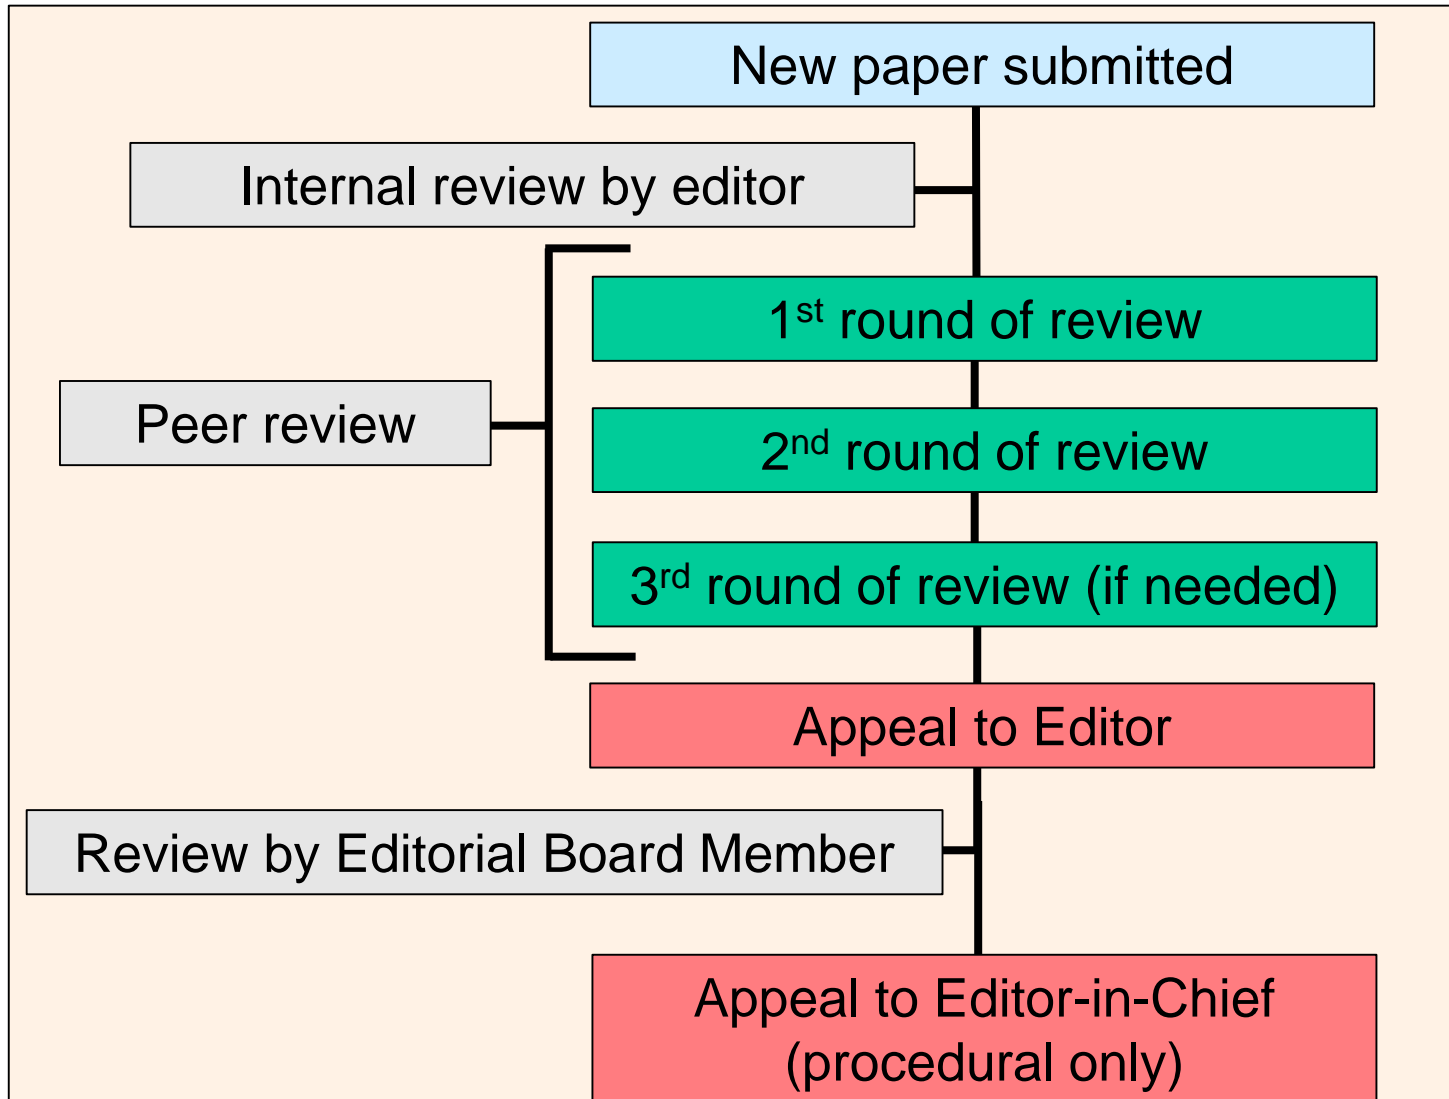 New paper submitted
Internal review by editor
1st round of review
Peer review
2nd round of review
3rd round of review (if needed)
Appeal to Editor
Review by Editorial Board Member
Appeal to Editor-in-Chief
(procedural only)